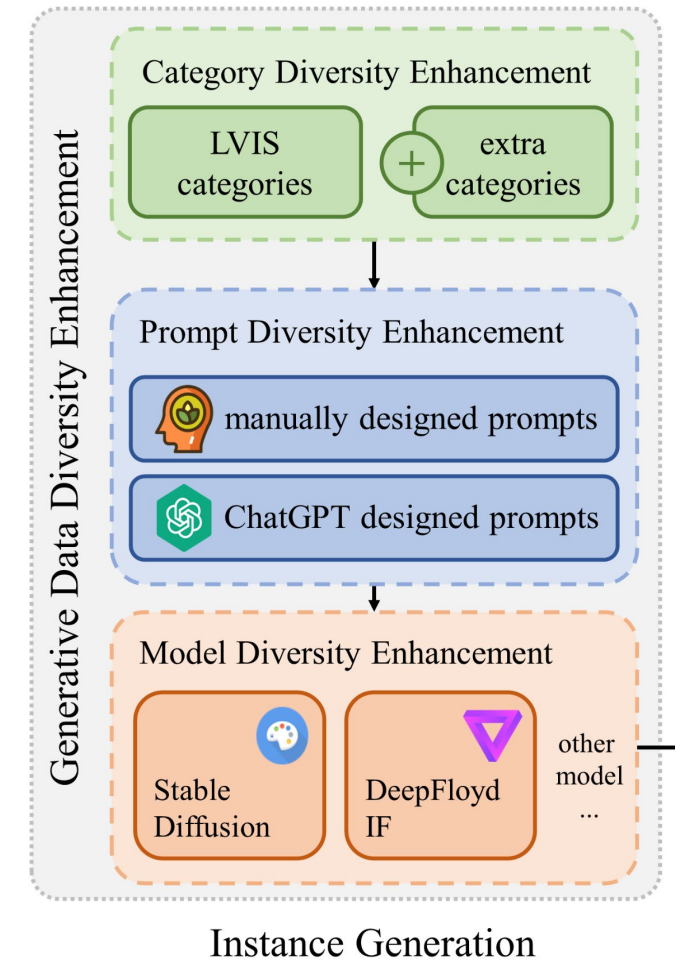 Generative Data Diversity Enhancement
Category Diversity Enhancement
LVIS
categories
+
extra
categories
Prompt Diversity Enhancement
manually designed prompts
ChatGPT designed prompts
Model Diversity Enhancement
Stable
Diffusion
DeepFloyd
IF
other
model
...
Instance Generation